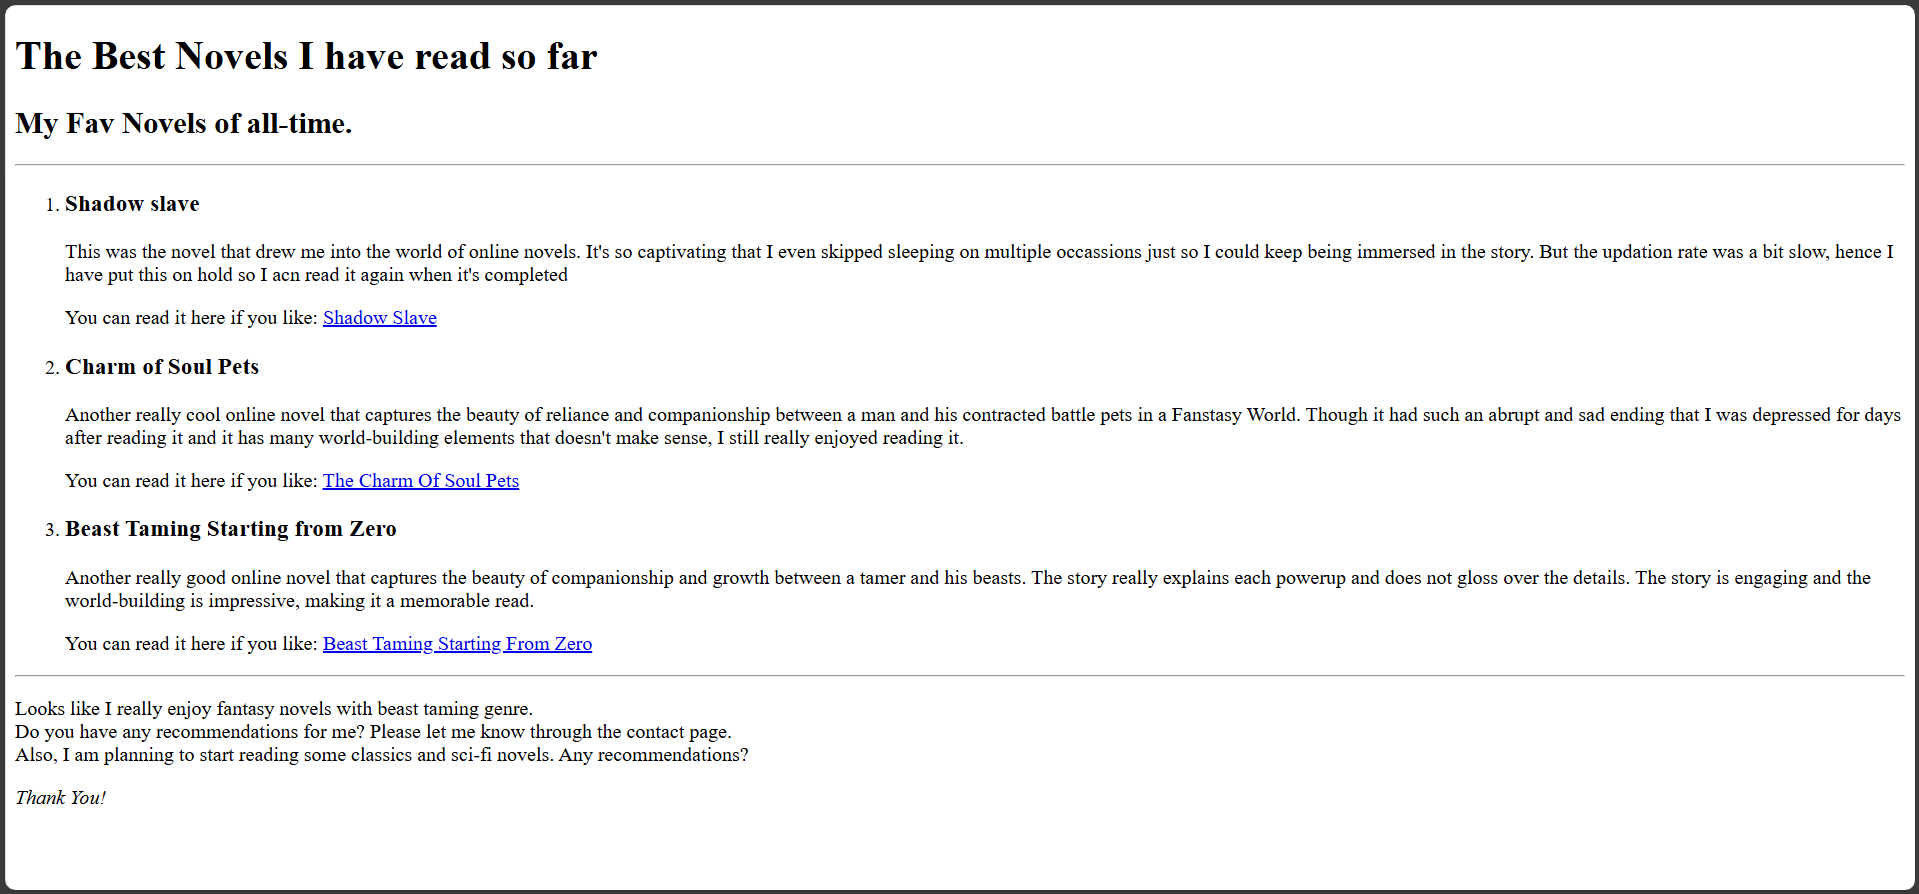 The Best Novels I have read so far
My Fav Novels of all-time.
1. Shadow slave
This was the novel that drew me into the world of online novels. It's so captivating that I even skipped sleeping on multiple occassions just so I could keep being immersed in the story. But the updation rate was a bit slow, hence I
have put this on hold so I acn read it again when it's completed
You can read it here if you like: Shadow Slave
2. Charm of Soul Pets
Another really cool online novel that captures the beauty of reliance and companionship between a man and his contracted battle pets in a Fanstasy World. Though it had such an abrupt and sad ending that I was depressed for days
after reading it and it has many world-building elements that doesn't make sense, I still really enjoyed reading it.
You can read it here if you like: The Charm Of Soul Pets
3. Beast Taming Starting from Zero
Another really good online novel that captures the beauty of companionship and growth between a tamer and his beasts. The story really explains each powerup and does not gloss over the details. The story is engaging and the
world-building is impressive, making it a memorable read.
You can read it here if you like: Beast Taming Starting From Zero
Looks like I really enjoy fantasy novels with beast taming genre.
Do you have any recommendations for me? Please let me know through the contact page.
Also, I am planning to start reading some classics and sci-fi novels. Any recommendations?
Thank You!